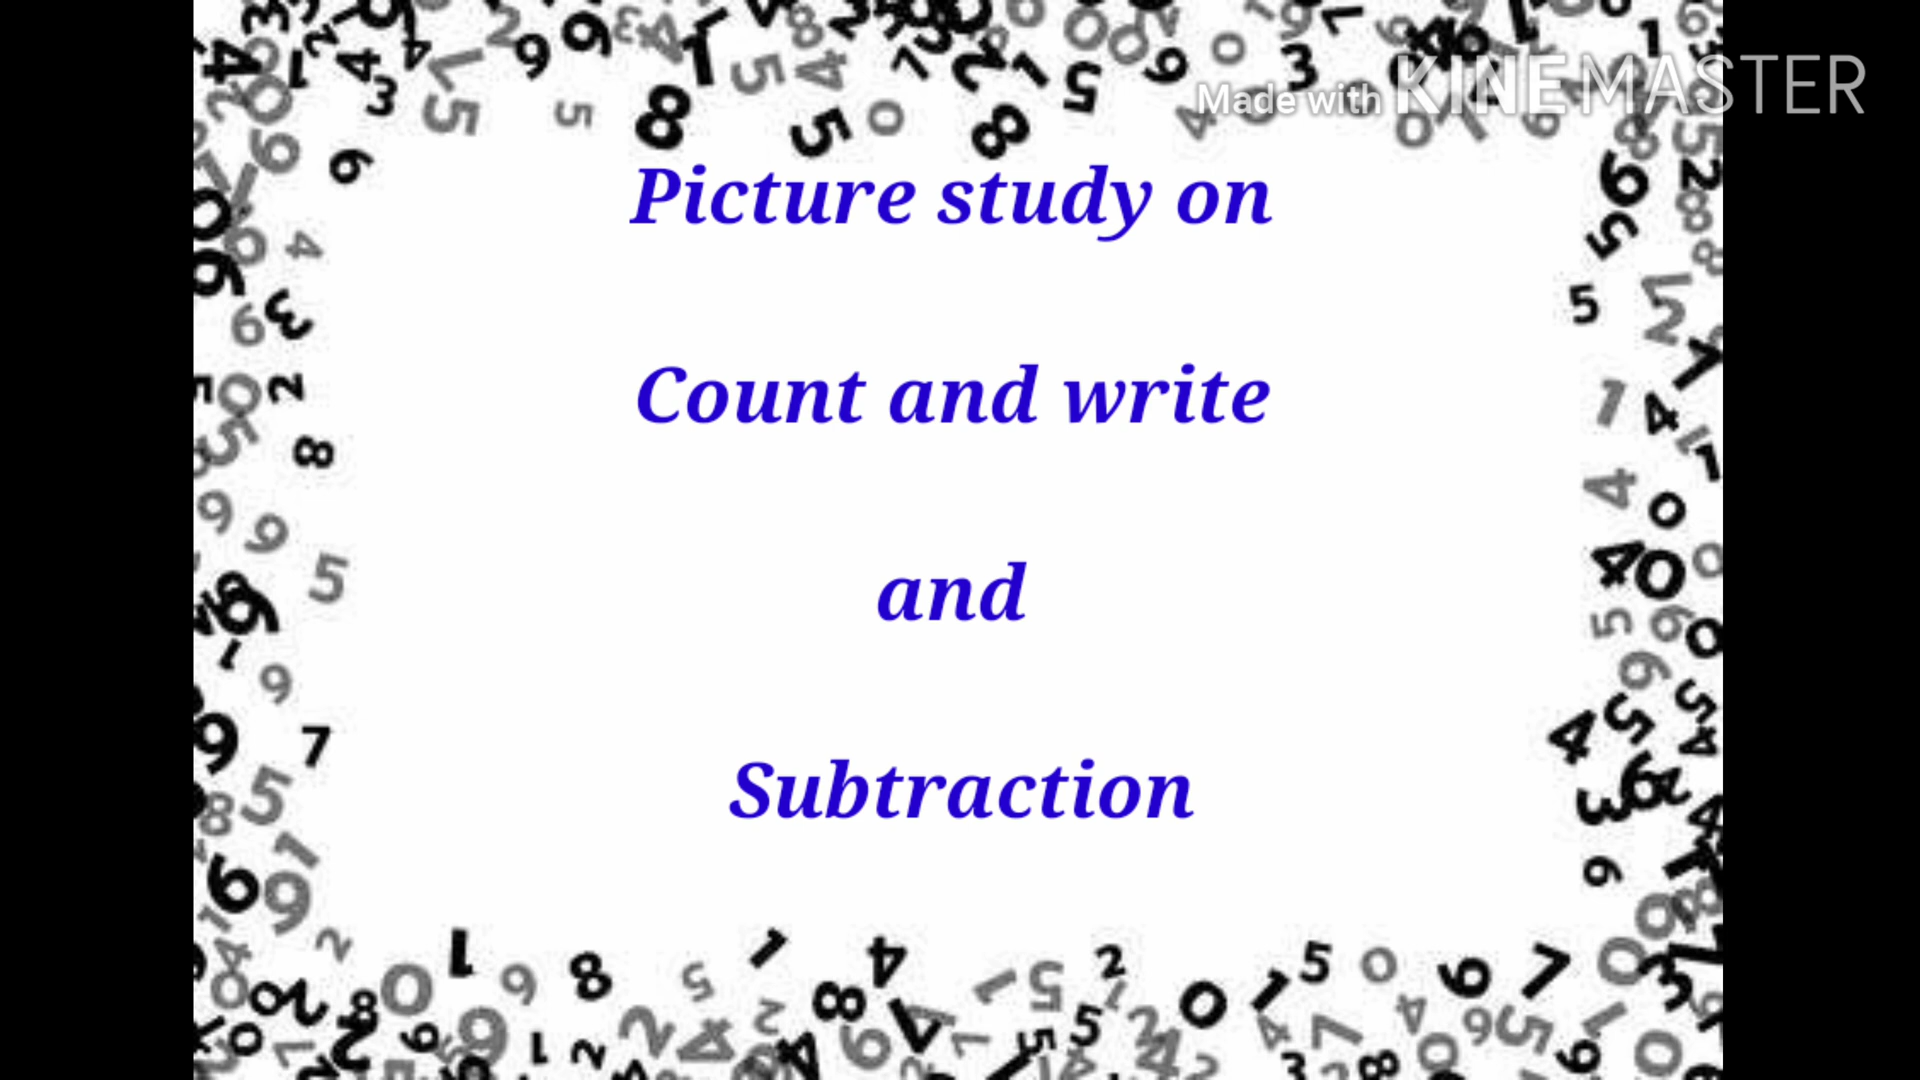 Made with KINEMASTER
Picture study on
Count and write
and
Subtraction